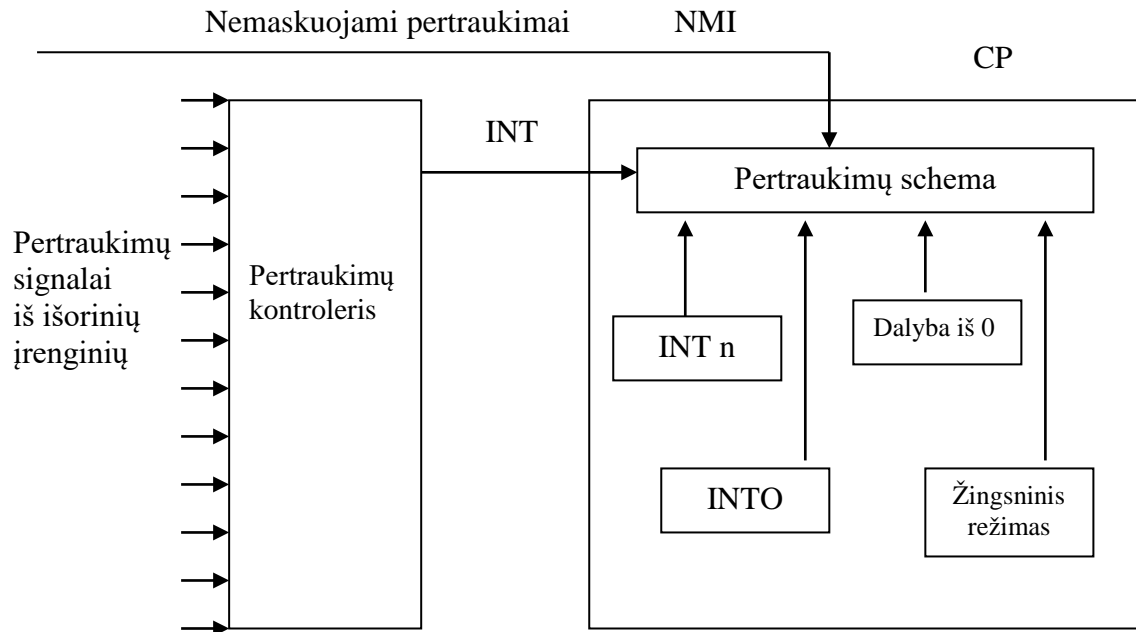 Nemaskuojami pertraukimai NMI
CP
INT
Pertraukimų schema
Pertraukimų
signalai
iš išorinių
įrenginių
Pertraukimų
kontroleris
INT n
Dalyba iš 0
INTO
Žingsninis
režimas